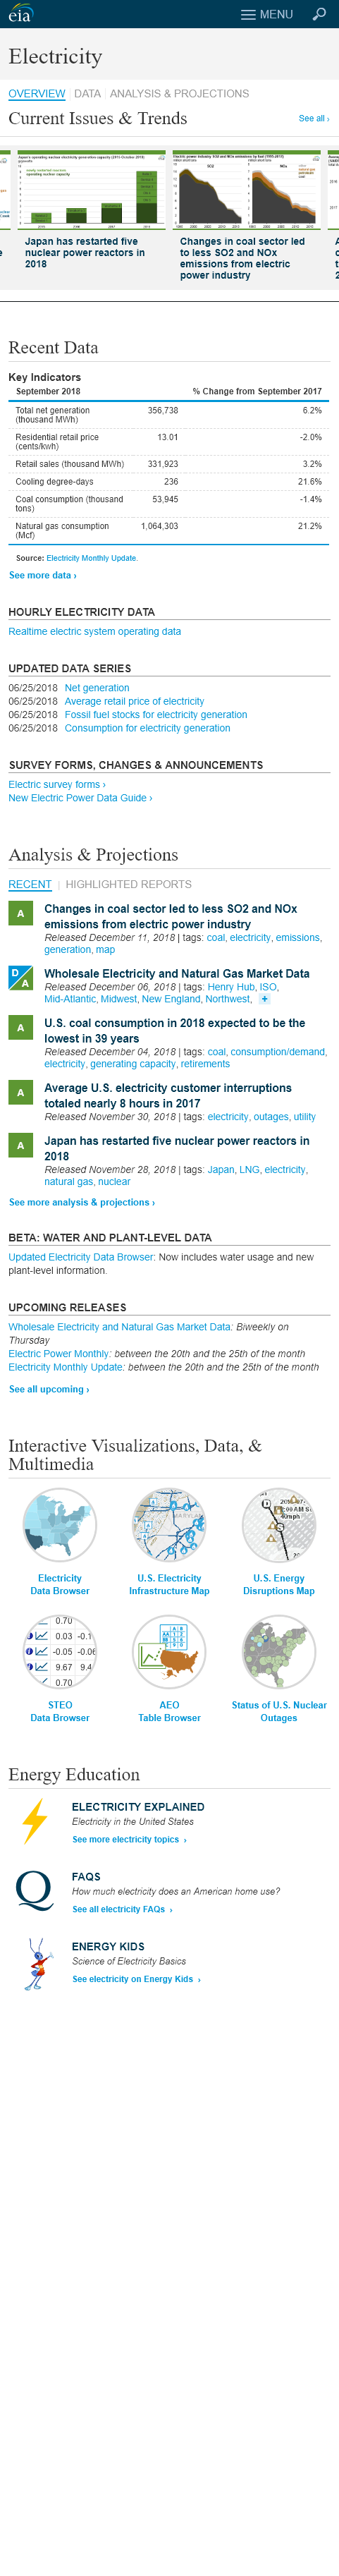 eia
MENU
Electricity
OVERVIEW DATA ANALYSIS & PROJECTIONS
Current Issues & Trends
See all ›
Japan has restarted five
nuclear power reactors in
2018
Changes in coal sector led
to less SO2 and NOx
emissions from electric
power industry
Recent Data
Key Indicators
September 2018 % Change from September 2017
Total net generation
(thousand MWh) 356,738 6.2%
Residential retail price
(cents/kwh) 13.01 -2.0%
Retail sales (thousand MWh) 331,923 3.2%
Cooling degree-days 236 21.6%
Coal consumption (thousand
tons) 53,945 -1.4%
Natural gas consumption
(Mcf) 1,064,303 21.2%
Source: Electricity Monthly Update.
See more data ›
HOURLY ELECTRICITY DATA
Realtime electric system operating data
UPDATED DATA SERIES
06/25/2018 Net generation
06/25/2018 Average retail price of electricity
06/25/2018 Fossil fuel stocks for electricity generation
06/25/2018 Consumption for electricity generation
SURVEY FORMS, CHANGES & ANNOUNCEMENTS
Electric survey forms ›
New Electric Power Data Guide ›
Analysis & Projections
RECENT | HIGHLIGHTED REPORTS
A
Changes in coal sector led to less SO2 and NOx
emissions from electric power industry
Released December 11, 2018 | tags: coal, electricity, emissions,
generation, map
D A
Wholesale Electricity and Natural Gas Market Data
Released December 06, 2018 | tags: Henry Hub, ISO,
Mid-Atlantic, Midwest, New England, Northwest, +
A
U.S. coal consumption in 2018 expected to be the
lowest in 39 years
Released December 04, 2018 | tags: coal, consumption/demand,
electricity, generating capacity, retirements
A
Average U.S. electricity customer interruptions
totaled nearly 8 hours in 2017
Released November 30, 2018 | tags: electricity, outages, utility
A
Japan has restarted five nuclear power reactors in
2018
Released November 28, 2018 | tags: Japan, LNG, electricity,
natural gas, nuclear
See more analysis & projections ›
BETA: WATER AND PLANT-LEVEL DATA
Updated Electricity Data Browser: Now includes water usage and new
plant-level information.
UPCOMING RELEASES
Wholesale Electricity and Natural Gas Market Data: Biweekly on
Thursday
Electric Power Monthly: between the 20th and the 25th of the month
Electricity Monthly Update: between the 20th and the 25th of the month
See all upcoming ›
Interactive Visualizations, Data, &
Multimedia
Electricity
Data Browser
U.S. Electricity
Infrastructure Map
U.S. Energy
Disruptions Map
0.70
0.03 -0.1
-0.05 -0.06
9.67 9.4
0.70
STEO
Data Browser
AEO
Table Browser
Status of U.S. Nuclear
Outages
Energy Education
ELECTRICITY EXPLAINED
Electricity in the United States
See more electricity topics ›
Q
FAQS
How much electricity does an American home use?
See all electricity FAQs ›
ENERGY KIDS
Science of Electricity Basics
See electricity on Energy Kids ›